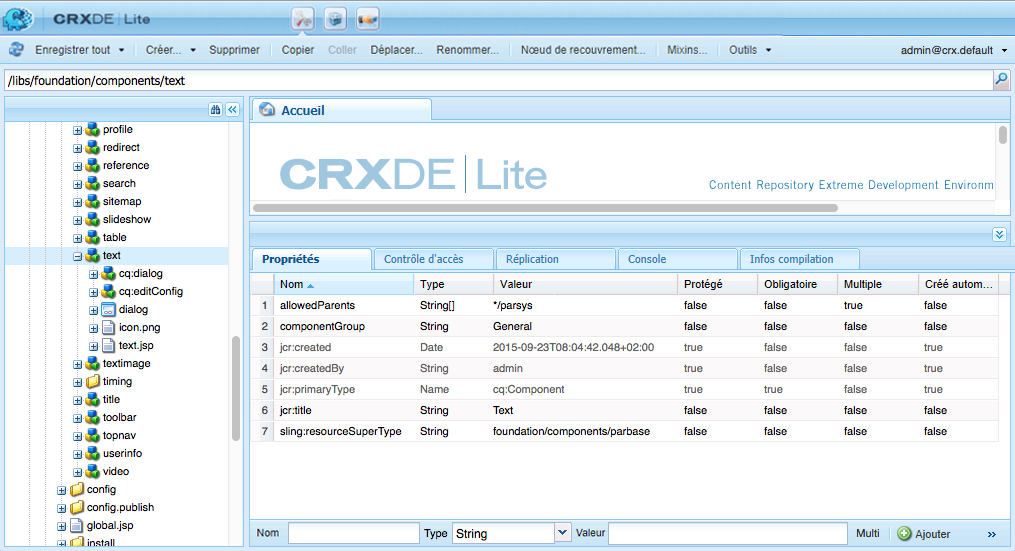 CRXDE | Lite
Enregistrer tout Créer... Supprimer Copier Coller Déplacer... Renommer... Nœud de recouvrement... Mixins... Outils admin@crx.default
/libs/foundation/components/text
profile
redirect
reference
search
sitemap
slideshow
table
text
cq:dialog
cq:editConfig
dialog
icon.png
text.jsp
textimage
timing
title
toolbar
topnav
userinfo
video
config
config.publish
global.jsp
install
Accueil
CRXDE | Lite
Content Repository Extreme Development Environm
Propriétés Contrôle d'accès Réplication Console Infos compilation
Nom Type Valeur Protégé Obligatoire Multiple Créé autom...
1 allowedParents String[] */parsys false false true false
2 componentGroup String General false false false false
3 jcr:created Date 2015-09-23T08:04:42.048+02:00 true false false true
4 jcr:createdBy String admin true false false true
5 jcr:primaryType Name cq:Component true true false true
6 jcr:title String Text false false false false
7 sling:resourceSuperType String foundation/components/parbase false false false false
Nom Type String Valeur Multi Ajouter »